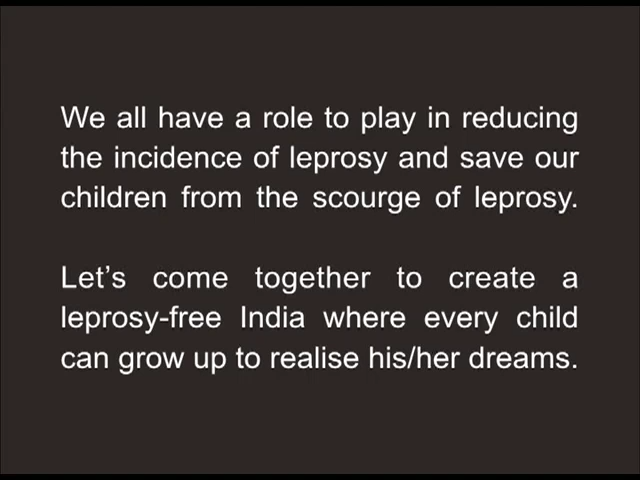 We all have a role to play in reducing
the incidence of leprosy and save our
children from the scourge of leprosy.
Let’s come together to create a
leprosy-free India where every child
can grow up to realise his/her dreams.